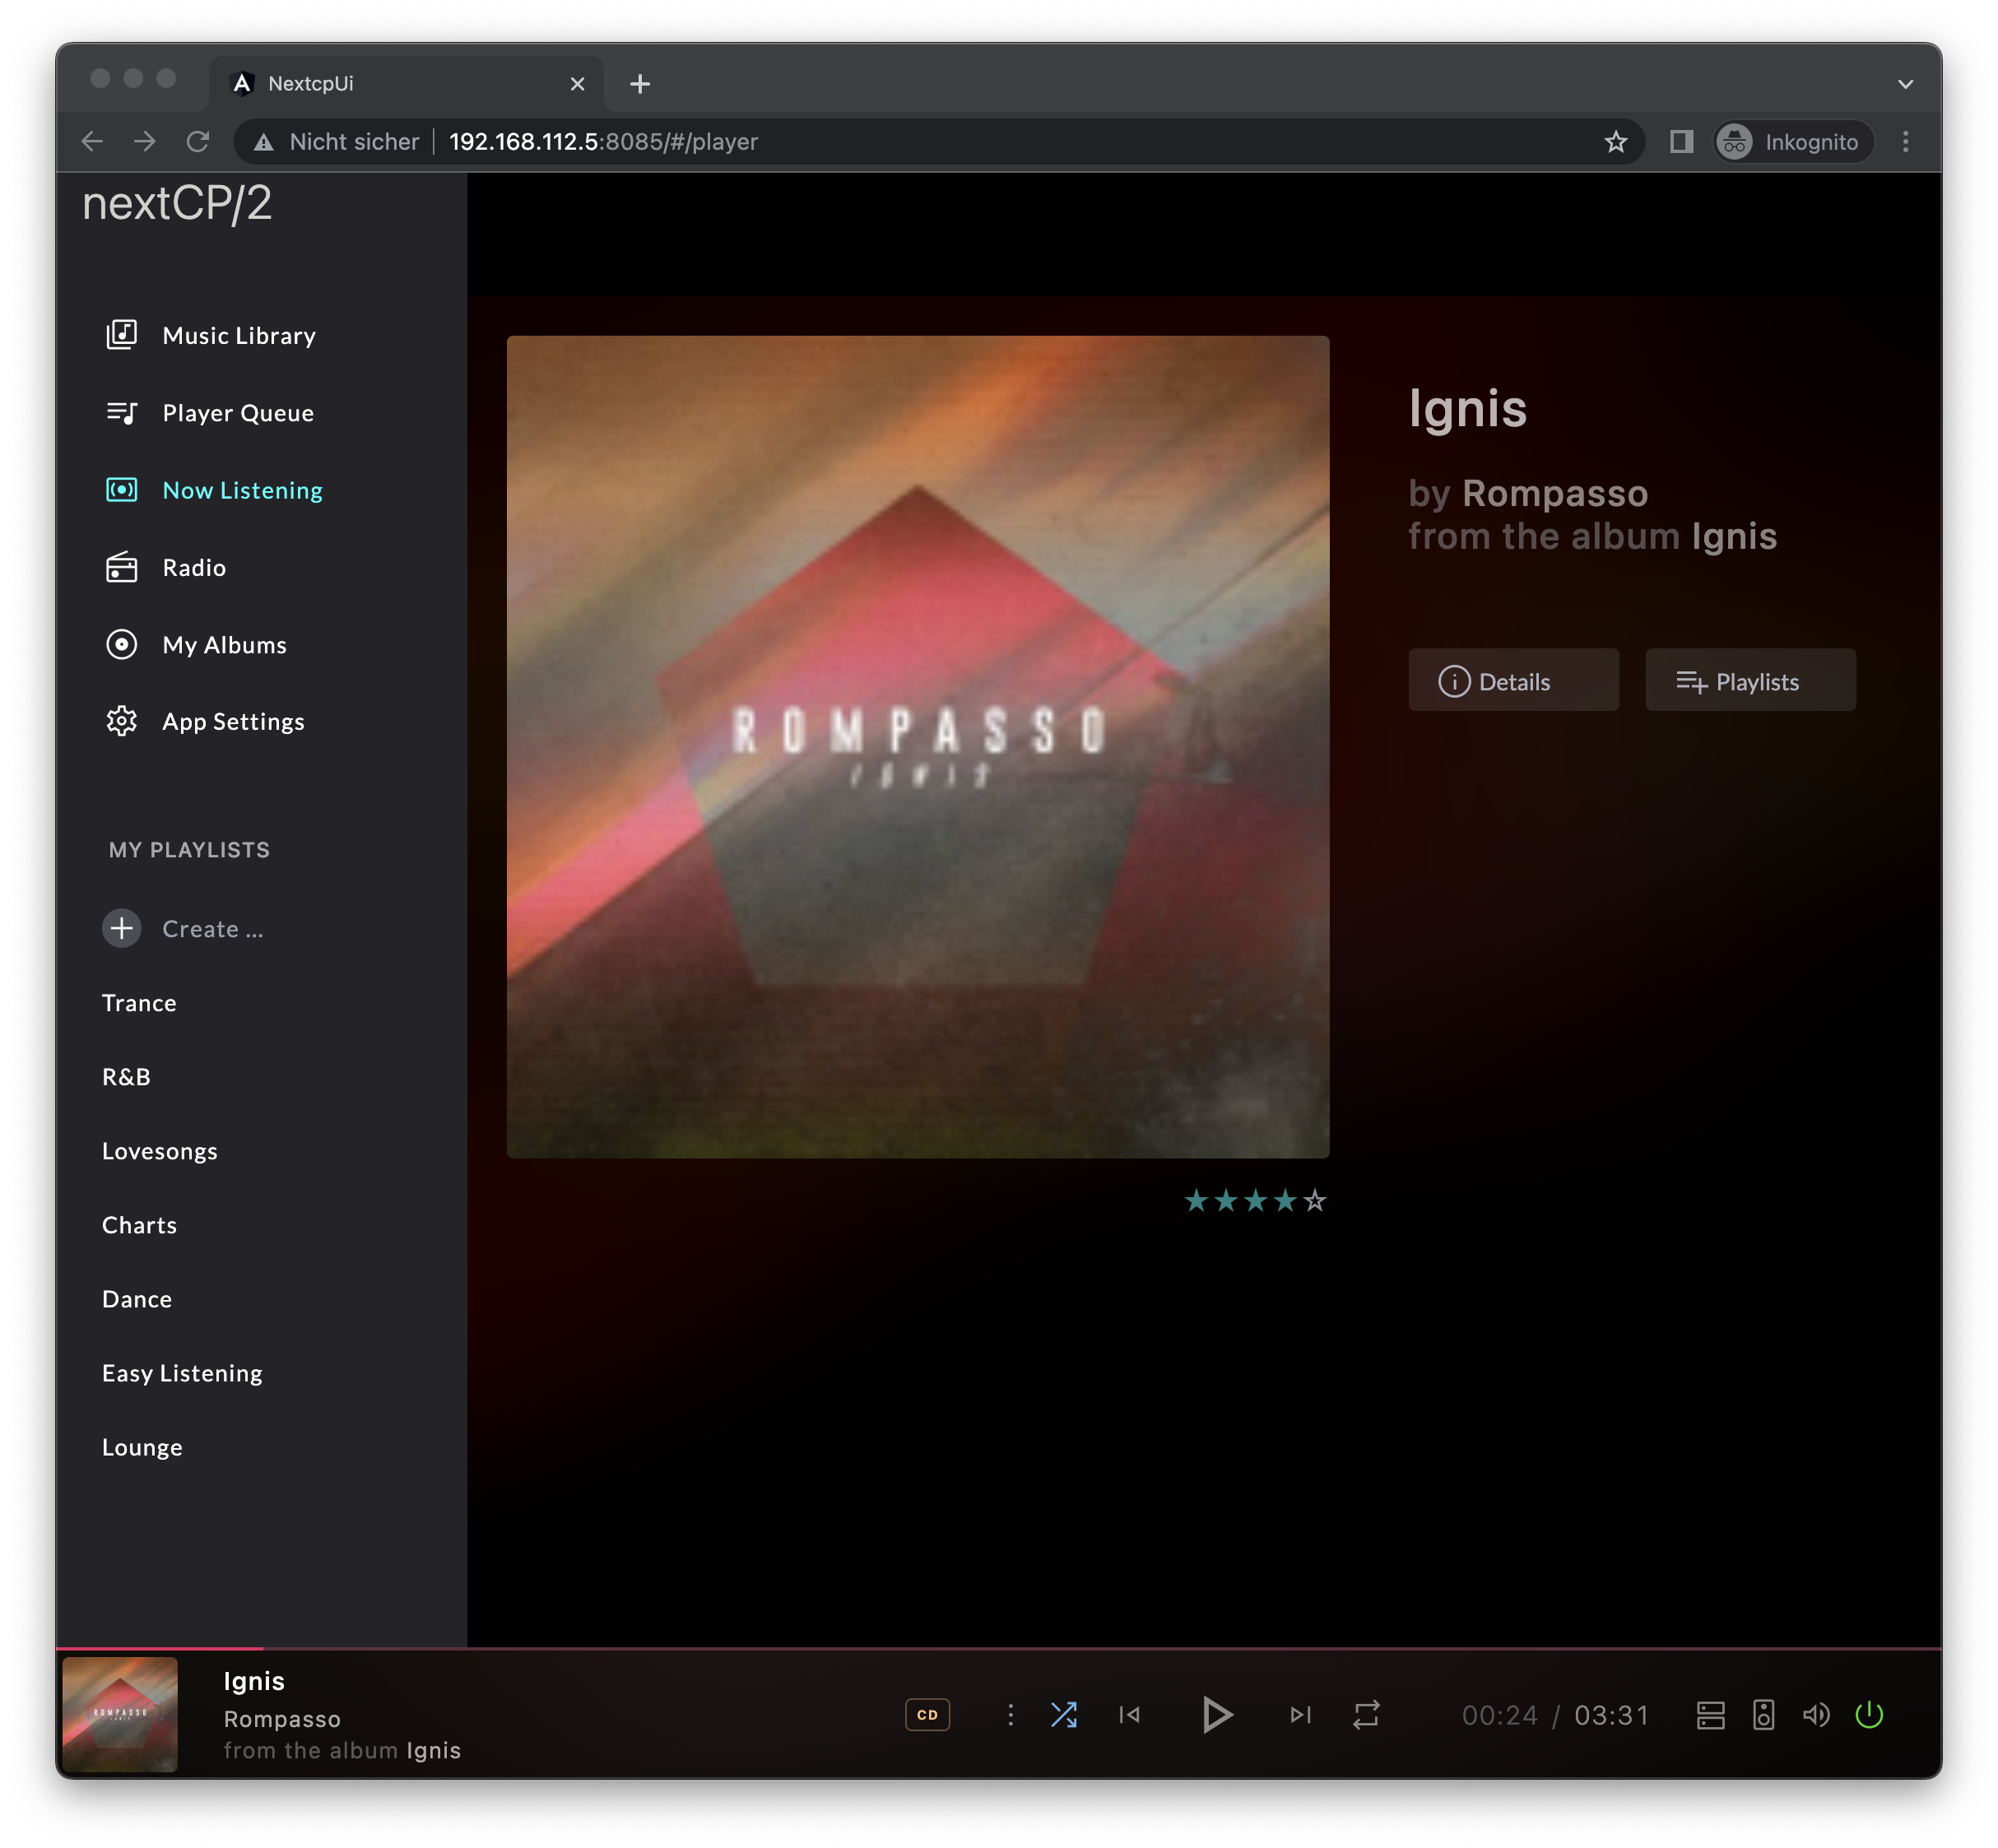 NextcpUi
Nicht sicher | 192.168.112.5:8085/#/player
Inkognito
nextCP/2
Music Library
Player Queue
Now Listening
Radio
My Albums
App Settings
MY PLAYLISTS
Create ...
Trance
R&B
Lovesongs
Charts
Dance
Easy Listening
Lounge
ROMPASSO
IGNIS
Ignis
by Rompasso
from the album Ignis
Details
Playlists
Ignis
Rompasso
from the album Ignis
CD
00:24 / 03:31